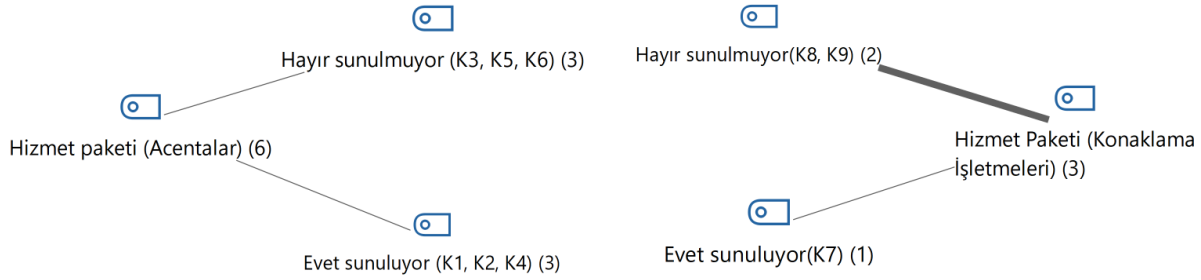 Hayır sunulmuyor (K3, K5, K6) (3)
Hayır sunulmuyor(K8, K9) (2)
Hizmet paketi (Acentalar) (6)
Hizmet Paketi (Konaklama
İşletmeleri) (3)
Evet sunuluyor (K1, K2, K4) (3)
Evet sunuluyor(K7) (1)